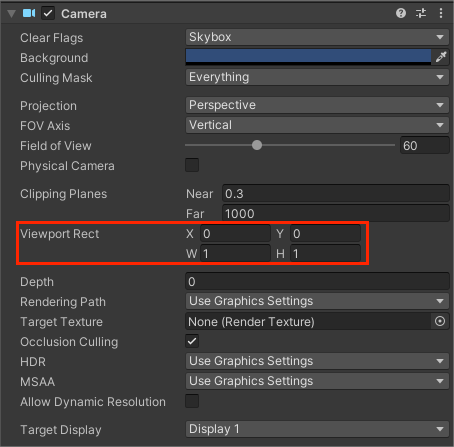 Camera
Clear Flags Skybox
Background
Culling Mask Everything
Projection Perspective
FOV Axis Vertical
Field of View 60
Physical Camera
Clipping Planes Near 0.3
Far 1000
Viewport Rect X 0 Y 0
W 1 H 1
Depth 0
Rendering Path Use Graphics Settings
Target Texture None (Render Texture)
Occlusion Culling
HDR Use Graphics Settings
MSAA Use Graphics Settings
Allow Dynamic Resolution
Target Display Display 1